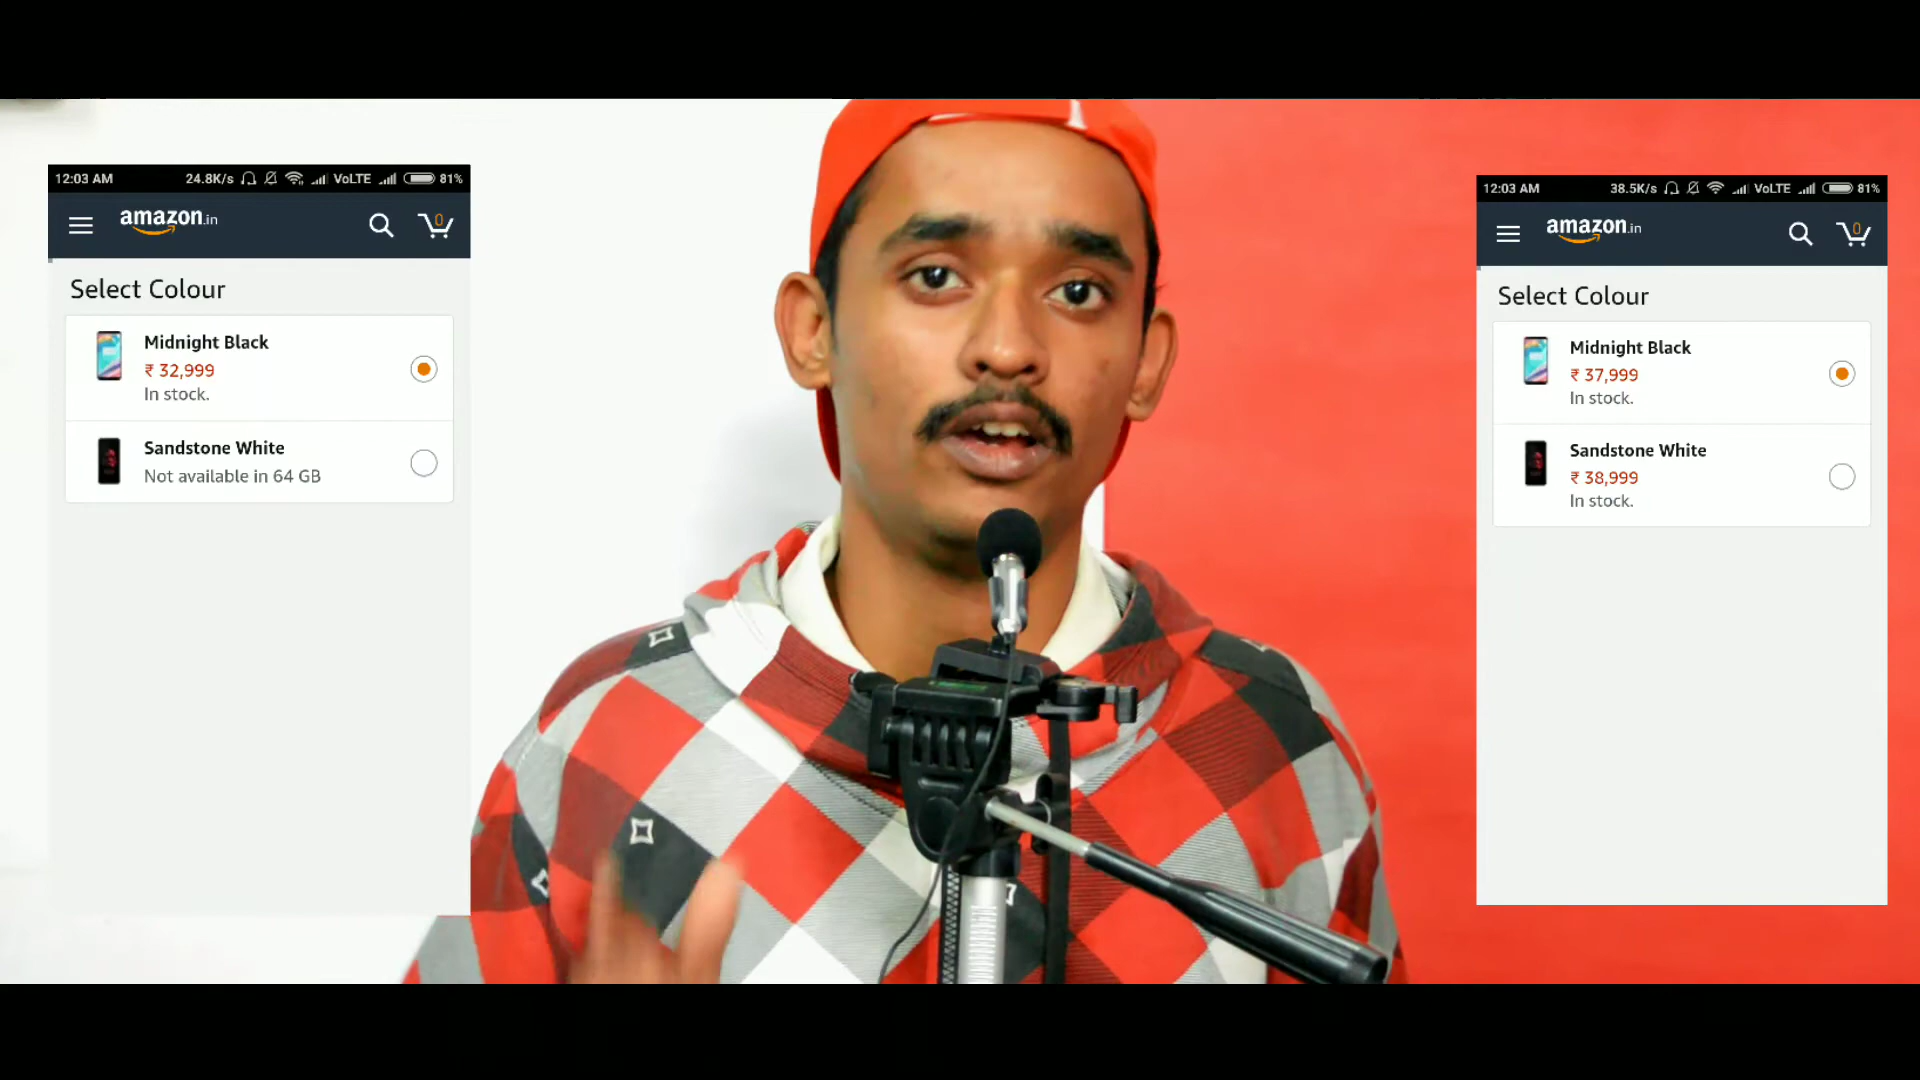 12:03 AM 24.8K/s VoLTE 81%
amazon.in 0
Select Colour
Midnight Black
₹ 32,999
In stock.
Sandstone White
Not available in 64 GB
12:03 AM 38.5K/s VoLTE 81%
amazon.in 0
Select Colour
Midnight Black
₹ 37,999
In stock.
Sandstone White
₹ 38,999
In stock.